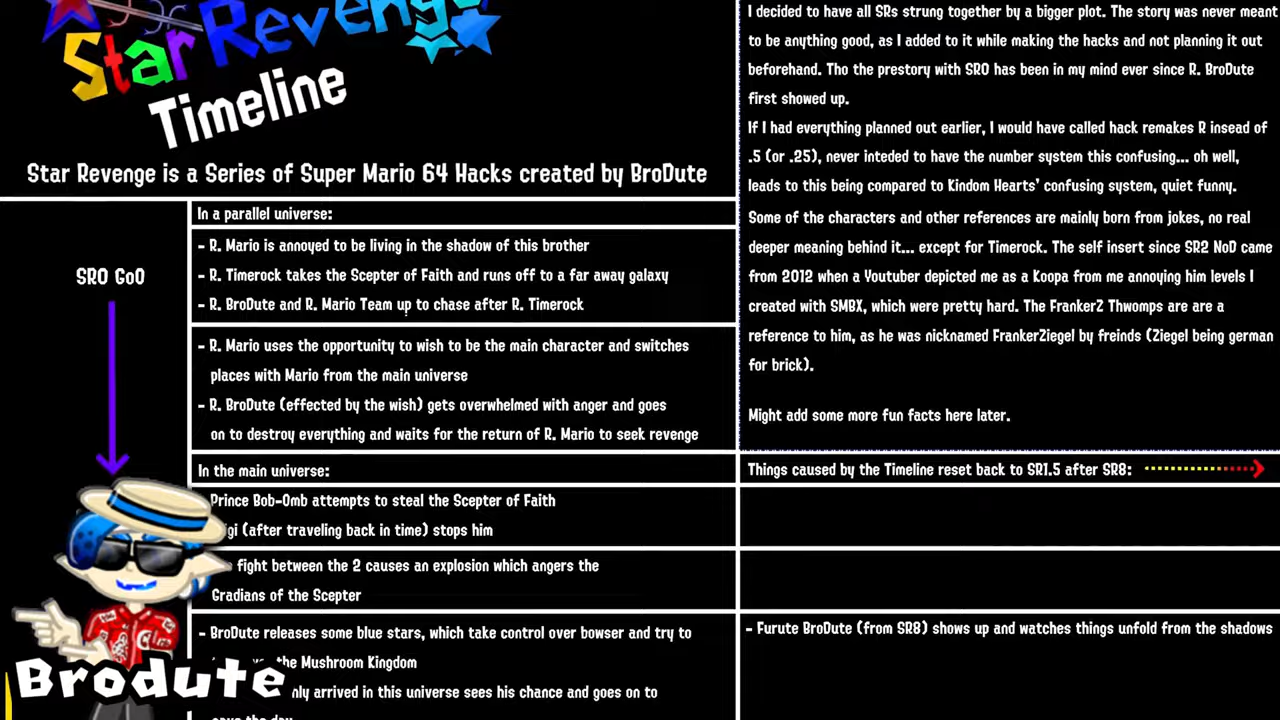 Star Revenge
Timeline
Star Revenge is a Series of Super Mario 64 Hacks created by BroDute
SR0 GoO
In a parallel universe:
- R. Mario is annoyed to be living in the shadow of this brother
- R. Timerock takes the Scepter of Faith and runs off to a far away galaxy
- R. BroDute and R. Mario Team up to chase after R. Timerock
- R. Mario uses the opportunity to wish to be the main character and switches
places with Mario from the main universe
- R. BroDute (effected by the wish) gets overwhelmed with anger and goes
on to destroy everything and waits for the return of R. Mario to seek revenge
In the main universe:
Prince Bob-Omb attempts to steal the Scepter of Faith
(after traveling back in time) stops him
fight between the 2 causes an explosion which angers the
Gradians of the Scepter
- BroDute releases some blue stars, which take control over bowser and try to
the Mushroom Kingdom
arrived in this universe sees his chance and goes on to
the day
Brodute
I decided to have all SRs strung together by a bigger plot. The story was never meant
to be anything good, as I added to it while making the hacks and not planning it out
beforehand. Tho the prestory with SR0 has been in my mind ever since R. BroDute
first showed up.
If I had everything planned out earlier, I would have called hack remakes R insead of
.5 (or .25), never inteded to have the number system this confusing... oh well,
leads to this being compared to Kindom Hearts' confusing system, quiet funny.
Some of the characters and other references are mainly born from jokes, no real
deeper meaning behind it... except for Timerock. The self insert since SR2 NoD came
from 2012 when a Youtuber depicted me as a Koopa from me annoying him levels I
created with SMBX, which were pretty hard. The FrankerZ Thwomps are are a
reference to him, as he was nicknamed FrankerZiegel by freinds (Ziegel being german
for brick).
Might add some more fun facts here later.
Things caused by the Timeline reset back to SR1.5 after SR8:
- Furute BroDute (from SR8) shows up and watches things unfold from the shadows